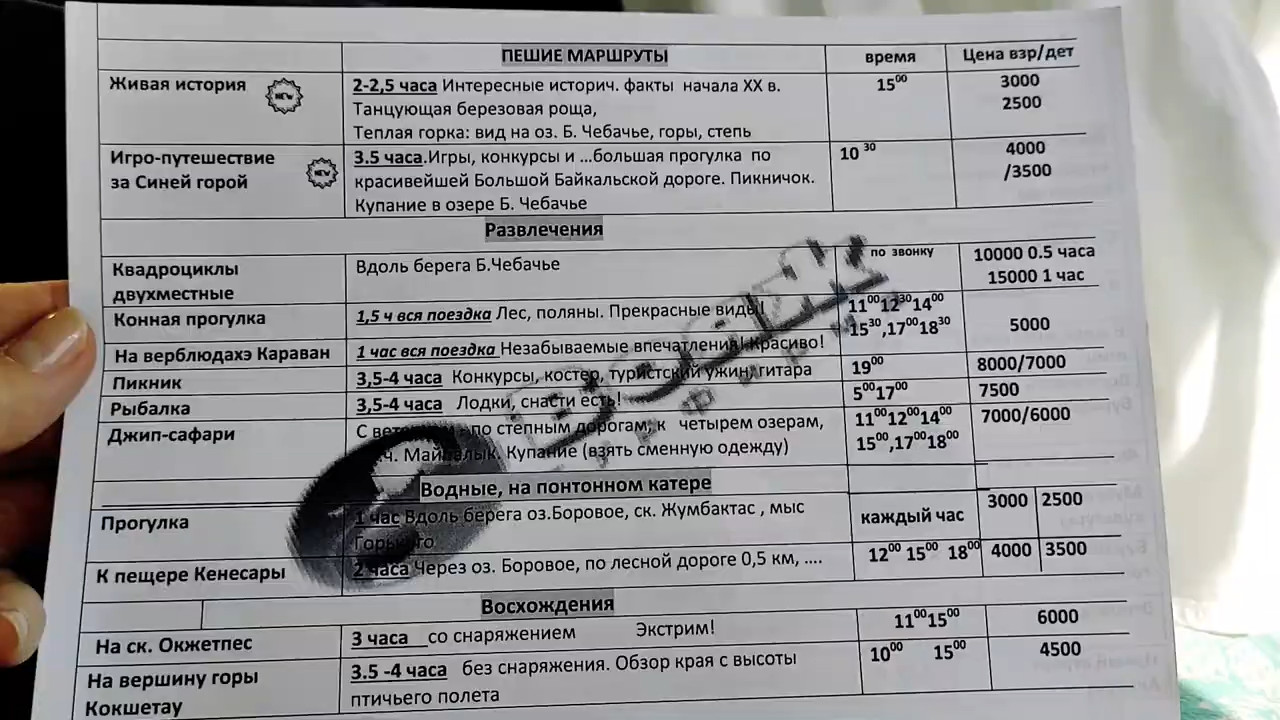 ПЕШИЕ МАРШРУТЫ время Цена взр/дет
Живая история NEW 2-2,5 часа Интересные историч. факты начала XX в. 15⁰⁰ 3000
Танцующая березовая роща, 2500
Теплая горка: вид на оз. Б. Чебачье, горы, степь
Игро-путешествие NEW 3.5 часа.Игры, конкурсы и ...большая прогулка по 10 ³⁰ 4000
за Синей горой красивейшей Большой Байкальской дороге. Пикничок. /3500
Купание в озере Б. Чебачье
Развлечения
Квадроциклы Вдоль берега Б.Чебачье по звонку 10000 0.5 часа
двухместные 15000 1 час
Конная прогулка 1,5 ч вся поездка Лес, поляны. Прекрасные виды! 11⁰⁰12³⁰14⁰⁰
15³⁰,17⁰⁰18³⁰ 5000
На верблюдахэ Караван 1 час вся поездка Незабываемые впечатления! Красиво!
Пикник 3,5-4 часа Конкурсы, костер, туристский ужин, гитара 19⁰⁰ 8000/7000
Рыбалка 3,5-4 часа Лодки, снасти есть! 5⁰⁰17⁰⁰ 7500
Джип-сафари С по степным дорогам, к четырем озерам, 11⁰⁰12⁰⁰14⁰⁰ 7000/6000
Купание (взять сменную одежду) 15⁰⁰,17⁰⁰18⁰⁰
Водные, на понтонном катере
Прогулка 1 час Вдоль берега оз.Боровое, ск. Жумбактас , мыс каждый час 3000 2500
Горького
К пещере Кенесары 2 часа Через оз. Боровое, по лесной дороге 0,5 км, .... 12⁰⁰ 15⁰⁰ 18⁰⁰ 4000 3500
Восхождения
На ск. Окжетпес 3 часа со снаряжением Экстрим! 11⁰⁰15⁰⁰ 6000
На вершину горы 3.5 -4 часа без снаряжения. Обзор края с высоты 10⁰⁰ 15⁰⁰ 4500
Кокшетау птичьего полета